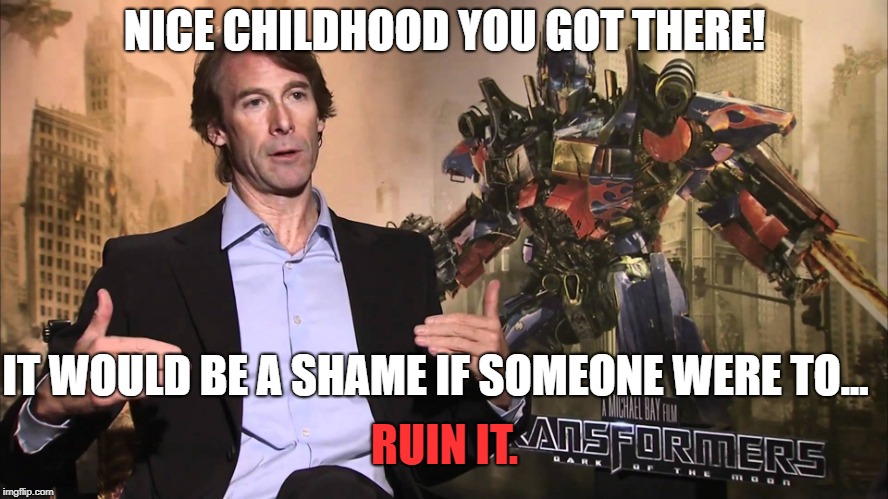 NICE CHILDHOOD YOU GOT THERE!
IT WOULD BE A SHAME IF SOMEONE WERE TO...
RUIN IT.
A MICHAEL BAY FILM
TRANSFORMERS
DARK OF THE MOON
imgflip.com